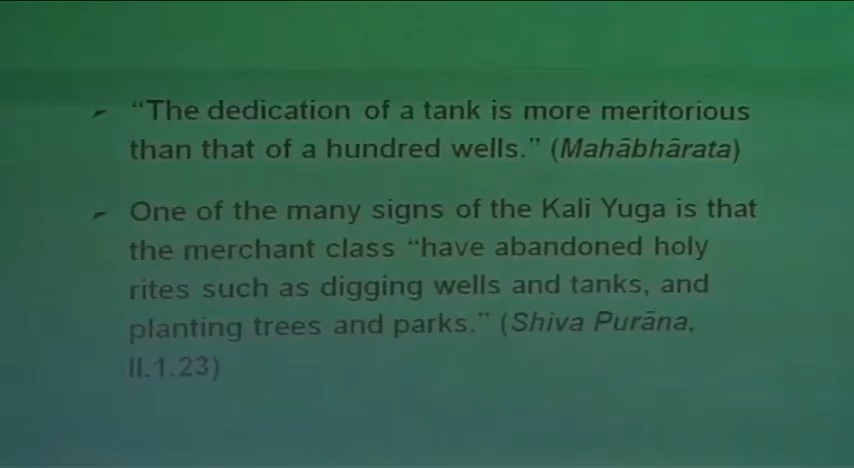 “The dedication of a tank is more meritorious
than that of a hundred wells.” (Mahābhārata)
One of the many signs of the Kali Yuga is that
the merchant class “have abandoned holy
rites such as digging wells and tanks, and
planting trees and parks.” (Shiva Purāna,
II.1.23)